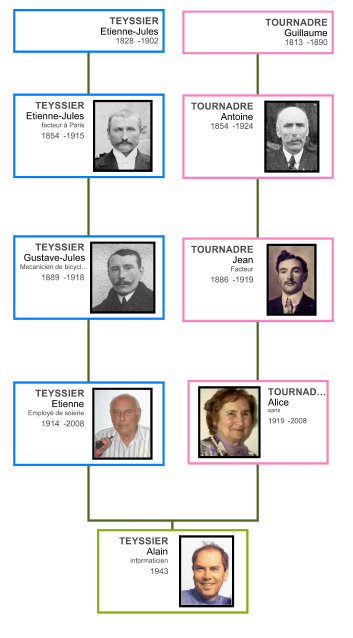 TEYSSIER
Etienne-Jules
1828 -1902
TOURNADRE
Guillaume
1813 -1890
TEYSSIER
Etienne-Jules
facteur à Paris
1854 -1915
TOURNADRE
Antoine
1854 -1924
TEYSSIER
Gustave-Jules
Mecanicien de bicycl...
1889 -1918
TOURNADRE
Jean
Facteur
1886 -1919
TEYSSIER
Etienne
Employé de soierie
1914 -2008
TOURNAD...
Alice
sans
1919 -2008
TEYSSIER
Alain
informaticien
1943